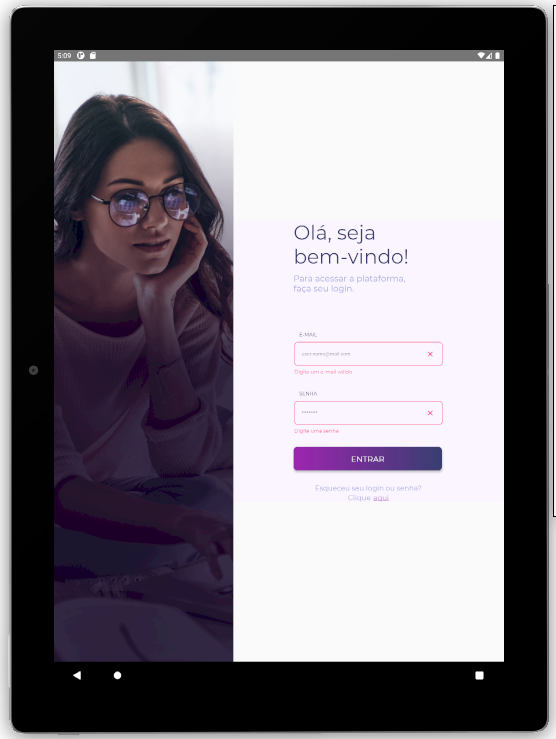 5:09
Olá, seja
bem-vindo!
Para acessar a plataforma,
faça seu login.
E-MAIL
user.name@mail.com
Digite um e-mail válido
SENHA
*******
Digite uma senha
ENTRAR
Esqueceu seu login ou senha?
Clique aqui